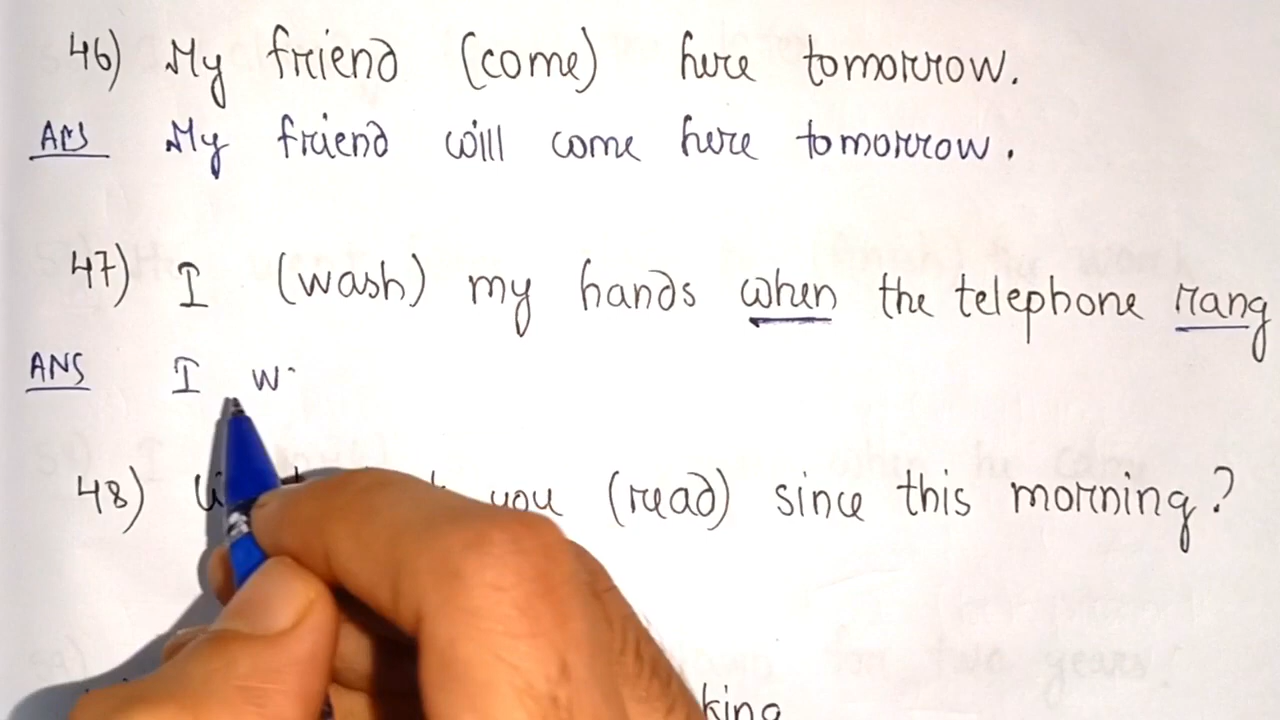 46) My friend (come) here tomorrow.
Ans My friend will come here tomorrow.
47) I (wash) my hands when the telephone rang
ANS I w
48) you (read) since this morning?
king